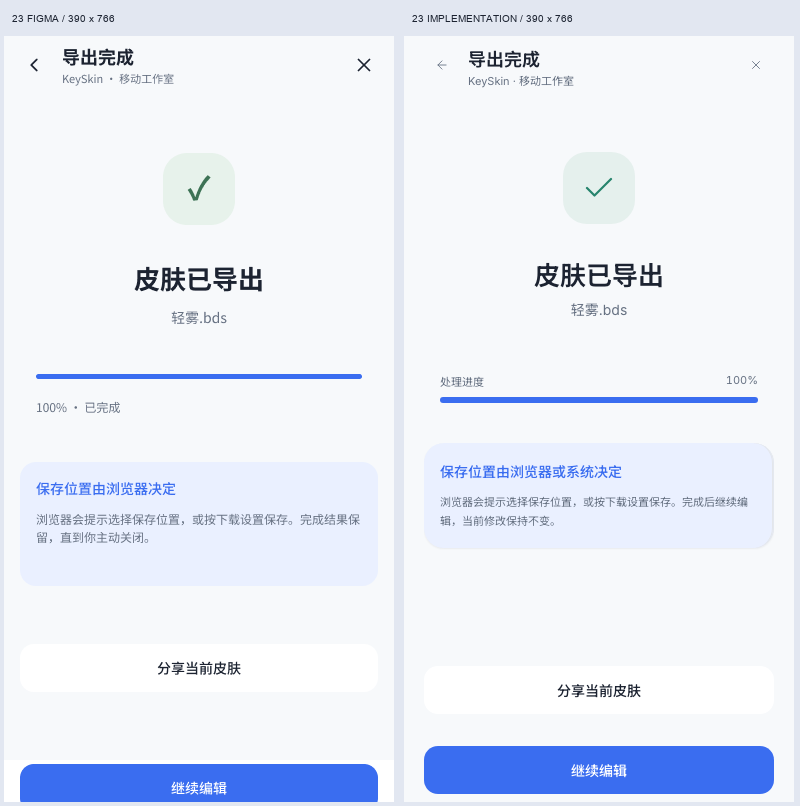 23 FIGMA / 390 x 766
导出完成
KeySkin • 移动工作室
皮肤已导出
轻雾.bds
100% • 已完成
保存位置由浏览器决定
浏览器会提示选择保存位置，或按下载设置保存。完成结果保
留，直到你主动关闭。
分享当前皮肤
继续编辑
23 IMPLEMENTATION / 390 x 766
导出完成
KeySkin · 移动工作室
皮肤已导出
轻雾.bds
处理进度
100%
保存位置由浏览器或系统决定
浏览器会提示选择保存位置，或按下载设置保存。完成后继续编
辑，当前修改保持不变。
分享当前皮肤
继续编辑